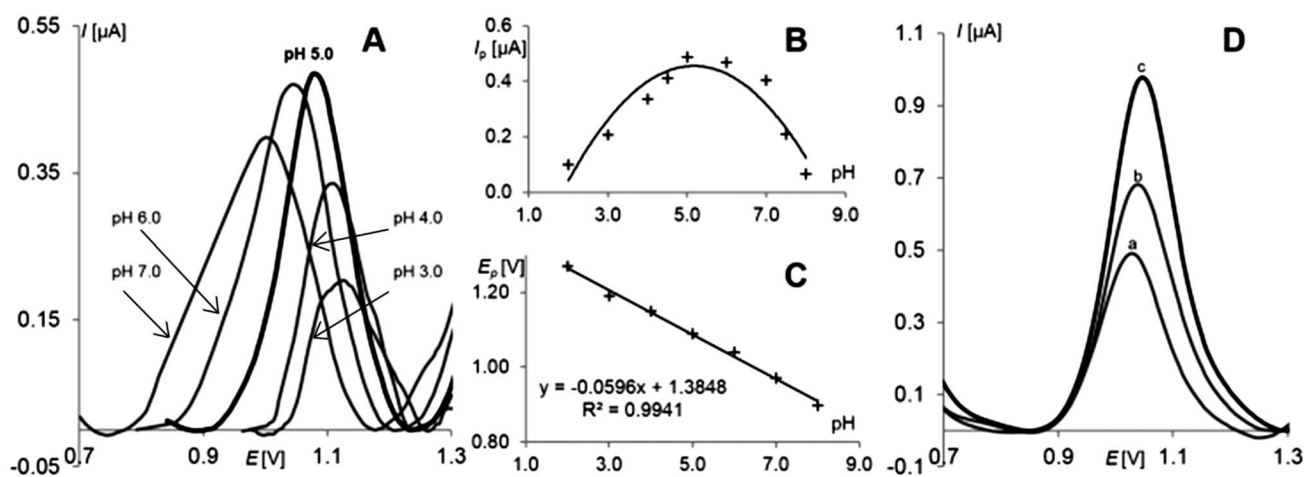 0.55
I [µA]
A
pH 5.0
0.35
pH 6.0
pH 4.0
pH 7.0
pH 3.0
0.15
-0.05
0.7
0.9
E [V]
1.1
1.3
0.6
Ip [µA]
B
0.4
0.2
pH
0.0
1.0
3.0
5.0
7.0
9.0
Ep [V]
C
1.20
1.00
y = -0.0596x + 1.3848
R² = 0.9941
pH
0.80
1.0
3.0
5.0
7.0
9.0
1.1
I [µA]
D
c
0.9
0.7
b
0.5
a
0.3
0.1
-0.1
0.7
0.9
E [V]
1.1
1.3